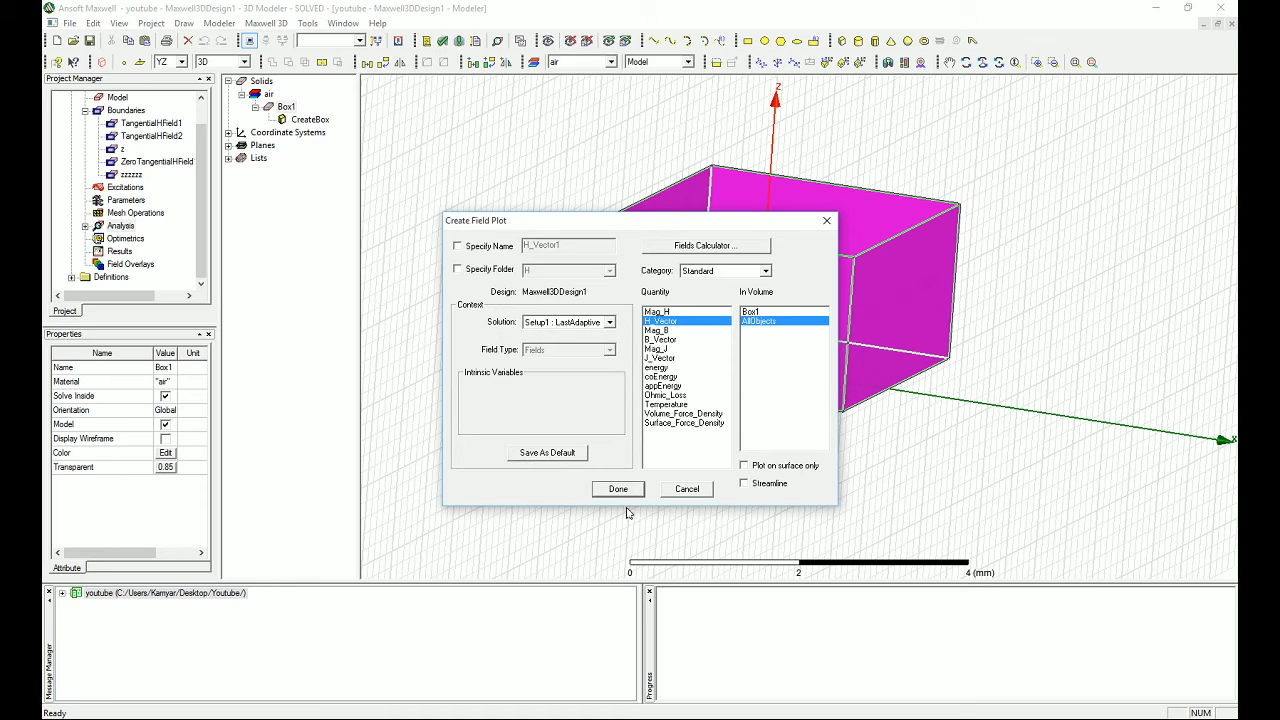 Ansoft Maxwell - youtube - Maxwell3DDesign1 - 3D Modeler - SOLVED - [youtube - Maxwell3DDesign1 - Modeler]
File Edit View Project Draw Modeler Maxwell 3D Tools Window Help
YZ 3D air Model
Project Manager
Model
Boundaries
TangentialHField1
TangentialHField2
z
ZeroTangentialHField
zzzzzz
Excitations
Parameters
Mesh Operations
Analysis
Optimetrics
Results
Field Overlays
Definitions
Project
Solids
air
Box1
CreateBox
Coordinate Systems
Planes
Lists
Properties
Name Value Unit
Name Box1
Material "air"
Solve Inside
Orientation Global
Model
Display Wireframe
Color Edit
Transparent 0.85
Attribute
Z
Create Field Plot
Specify Name H_Vector1
Fields Calculator ...
Specify Folder H
Category: Standard
Design: Maxwell3DDesign1
Quantity In Volume
Context
Solution: Setup1 : LastAdaptive
Field Type: Fields
Intrinsic Variables
Save As Default
Mag_H
H_Vector
Mag_B
B_Vector
Mag_J
J_Vector
energy
coEnergy
appEnergy
Ohmic_Loss
Temperature
Volume_Force_Density
Surface_Force_Density
Box1
AllObjects
Plot on surface only
Streamline
Done Cancel
0 2 4 (mm)
Message Manager
youtube (C:/Users/Kamyar/Desktop/Youtube/)
Progress
Ready
NUM